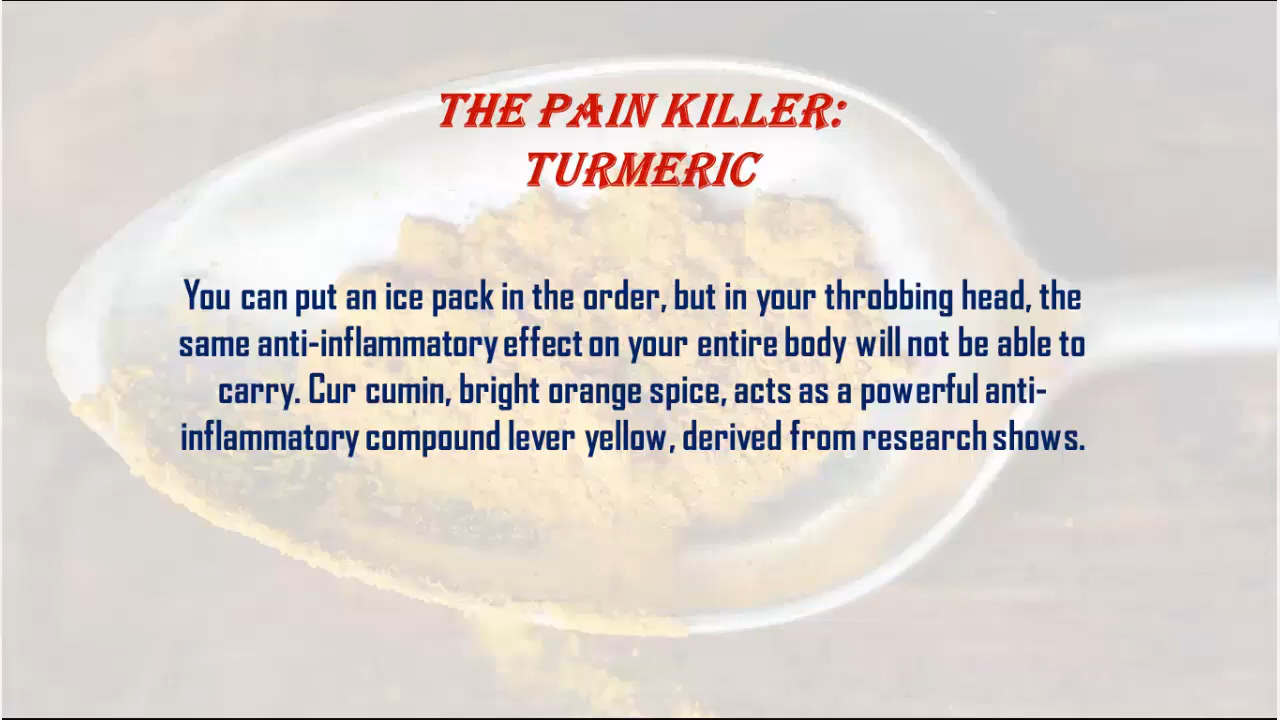 THE PAIN KILLER:
TURMERIC
You can put an ice pack in the order, but in your throbbing head, the
same anti-inflammatory effect on your entire body will not be able to
carry. Cur cumin, bright orange spice, acts as a powerful anti-
inflammatory compound lever yellow, derived from research shows.